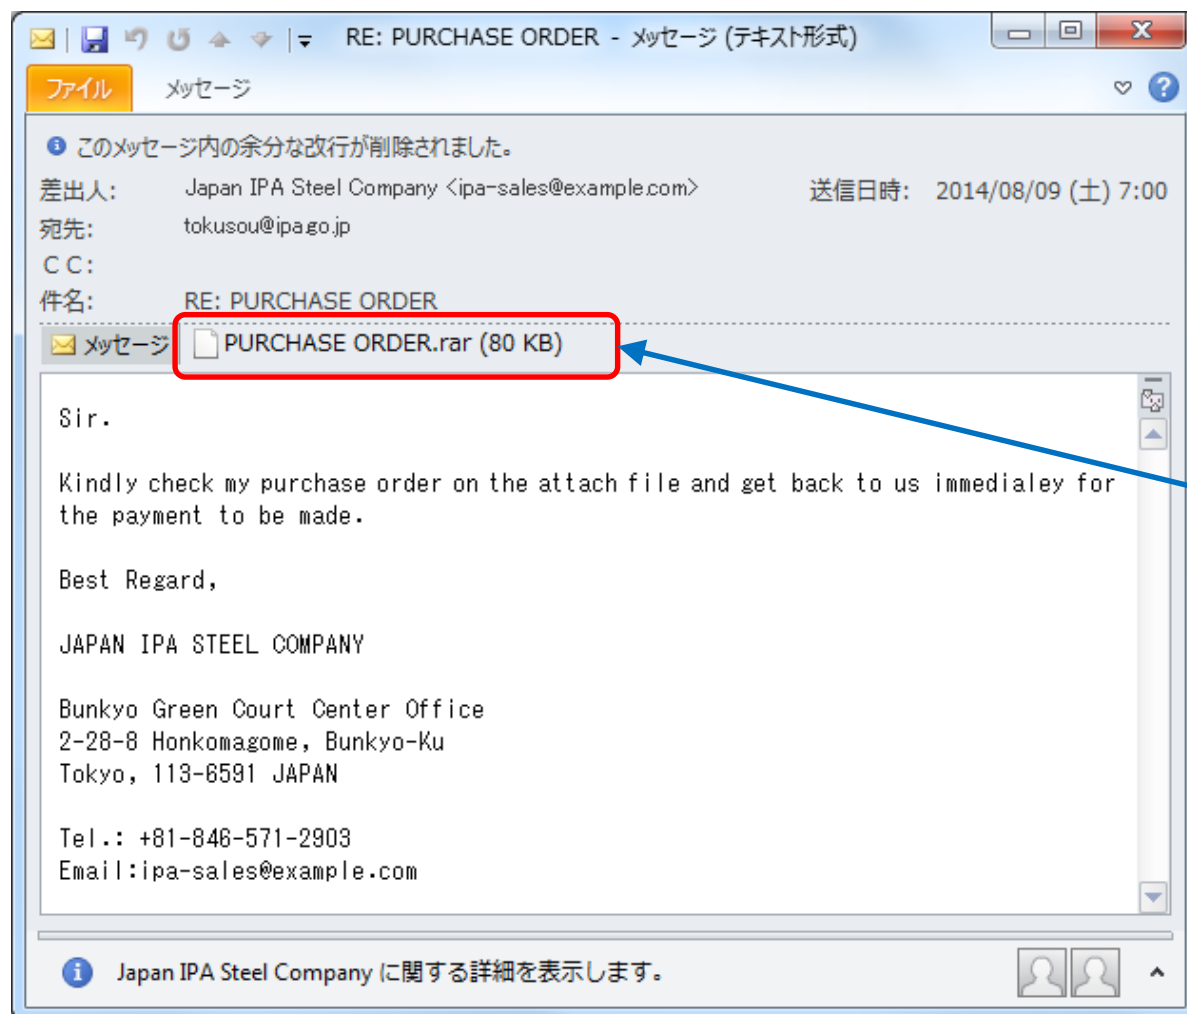 RE: PURCHASE ORDER - メッセージ (テキスト形式)
ファイル メッセージ
このメッセージ内の余分な改行が削除されました。
差出人: Japan IPA Steel Company <ipa-sales@example.com> 送信日時: 2014/08/09 (土) 7:00
宛先: tokusou@ipa.go.jp
ＣＣ:
件名: RE: PURCHASE ORDER
メッセージ PURCHASE ORDER.rar (80 KB)
Sir.
Kindly check my purchase order on the attach file and get back to us immedialey for
the payment to be made.
Best Regard,
JAPAN IPA STEEL COMPANY
Bunkyo Green Court Center Office
2-28-8 Honkomagome, Bunkyo-Ku
Tokyo, 113-6591 JAPAN
Tel.: +81-846-571-2903
Email:ipa-sales@example.com
Japan IPA Steel Company に関する詳細を表示します。